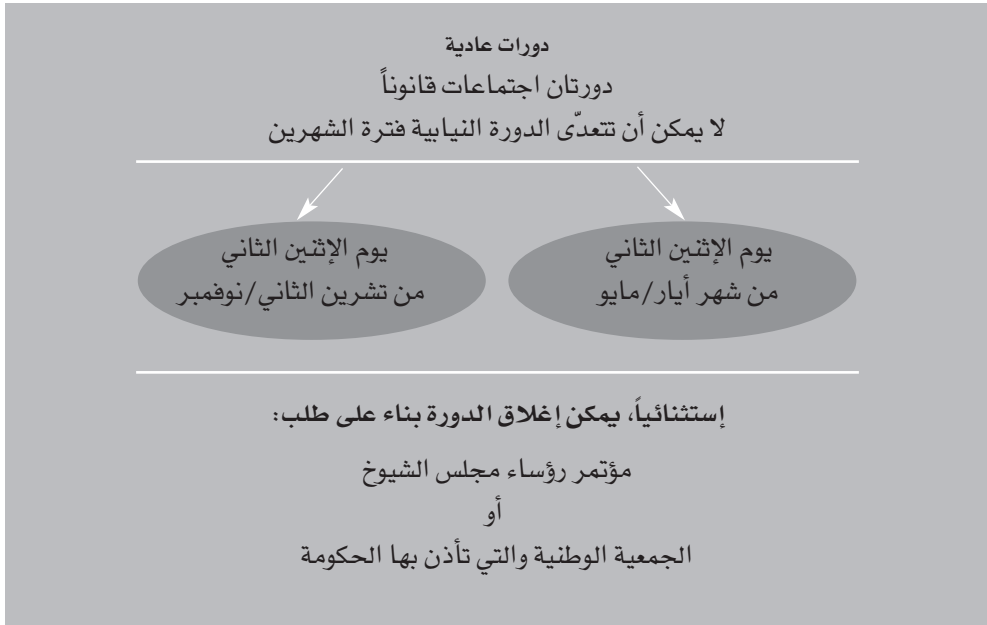 دورات عادية
دورتان اجتماعات قانوناً
لا يمكن أن تتعدّى الدورة النيابية فترة الشهرين
يوم الإثنين الثاني
من شهر أيار/مايو
يوم الإثنين الثاني
من تشرين الثاني/نوفمبر
إستثنائياً، يمكن إغلاق الدورة بناء على طلب:
مؤتمر رؤساء مجلس الشيوخ
أو
الجمعية الوطنية والتي تأذن بها الحكومة